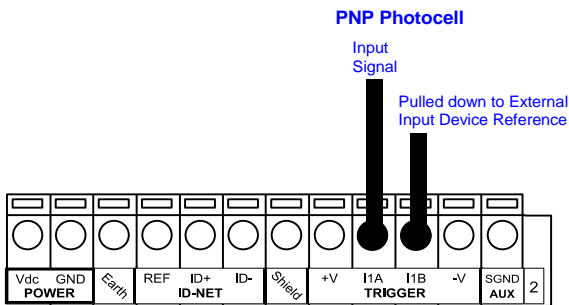 PNP Photocell
Input
Signal
Pulled down to External
Input Device Reference
Vdc GND Earth REF ID+ ID- Shield +V I1A I1B -V SGND 2
POWER ID-NET TRIGGER AUX